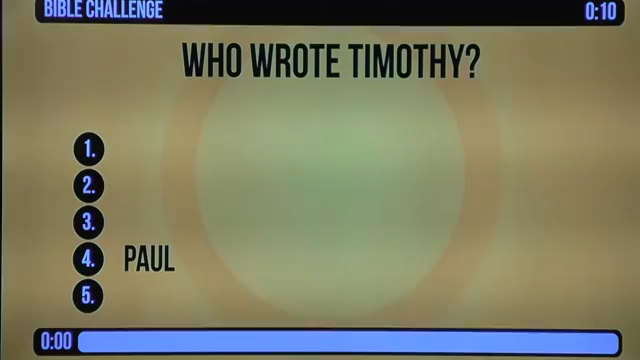 BIBLE CHALLENGE
0:10
WHO WROTE TIMOTHY?
1.
2.
3.
4. PAUL
5.
0:00